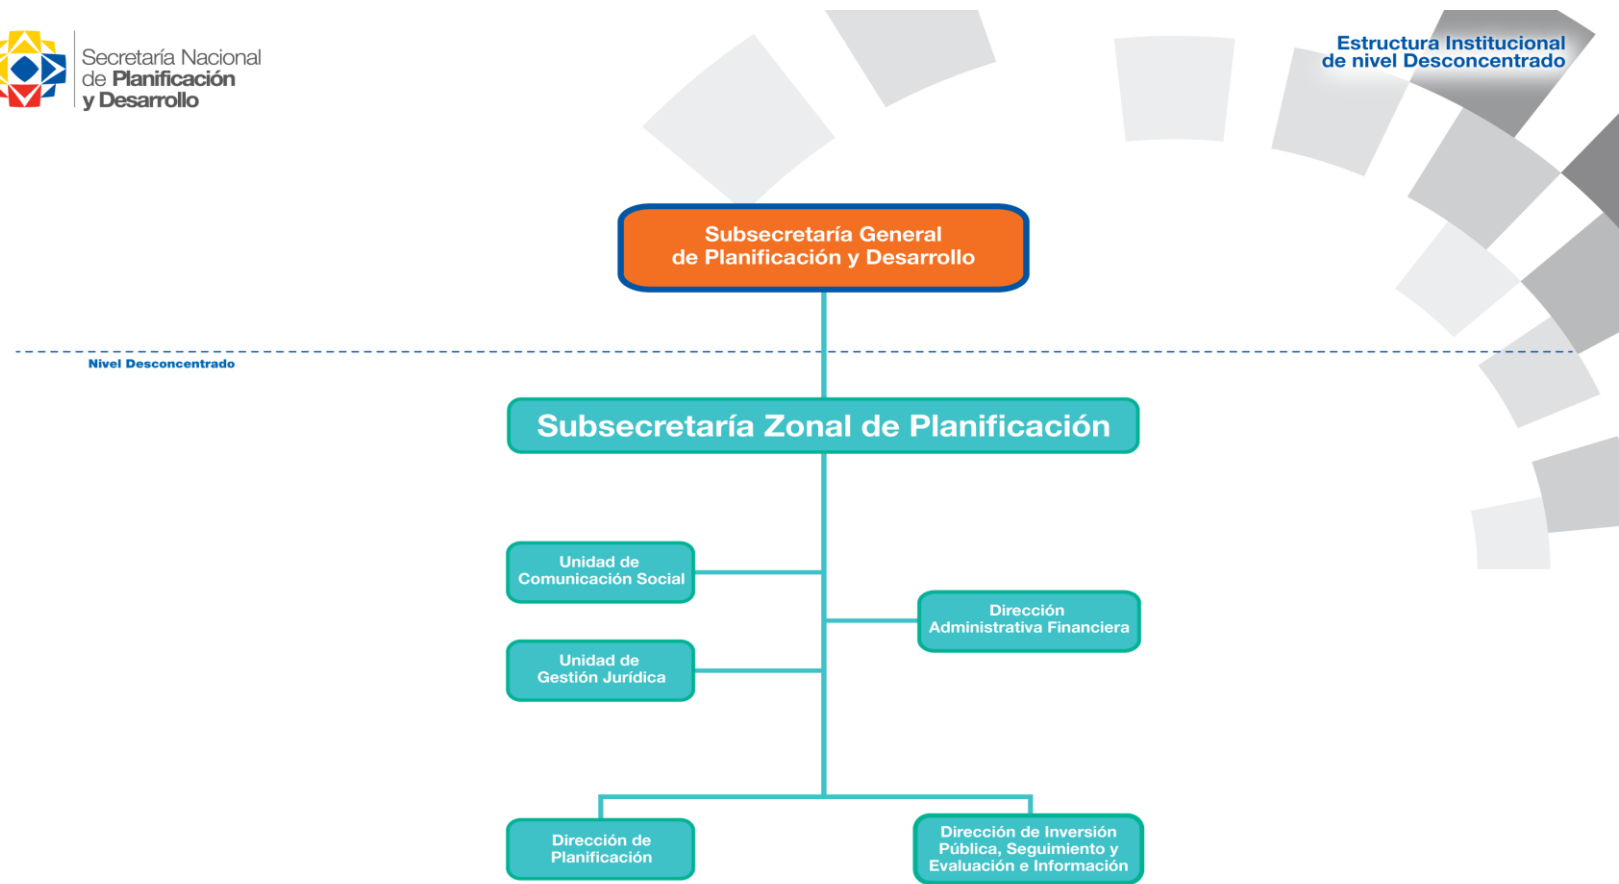 Secretaría Nacional
de Planificación
y Desarrollo
Estructura Institucional
de nivel Desconcentrado
Subsecretaría General
de Planificación y Desarrollo
Nivel Desconcentrado
Subsecretaría Zonal de Planificación
Unidad de
Comunicación Social
Dirección
Administrativa Financiera
Unidad de
Gestión Jurídica
Dirección de
Planificación
Dirección de Inversión
Pública, Seguimiento y
Evaluación e Información